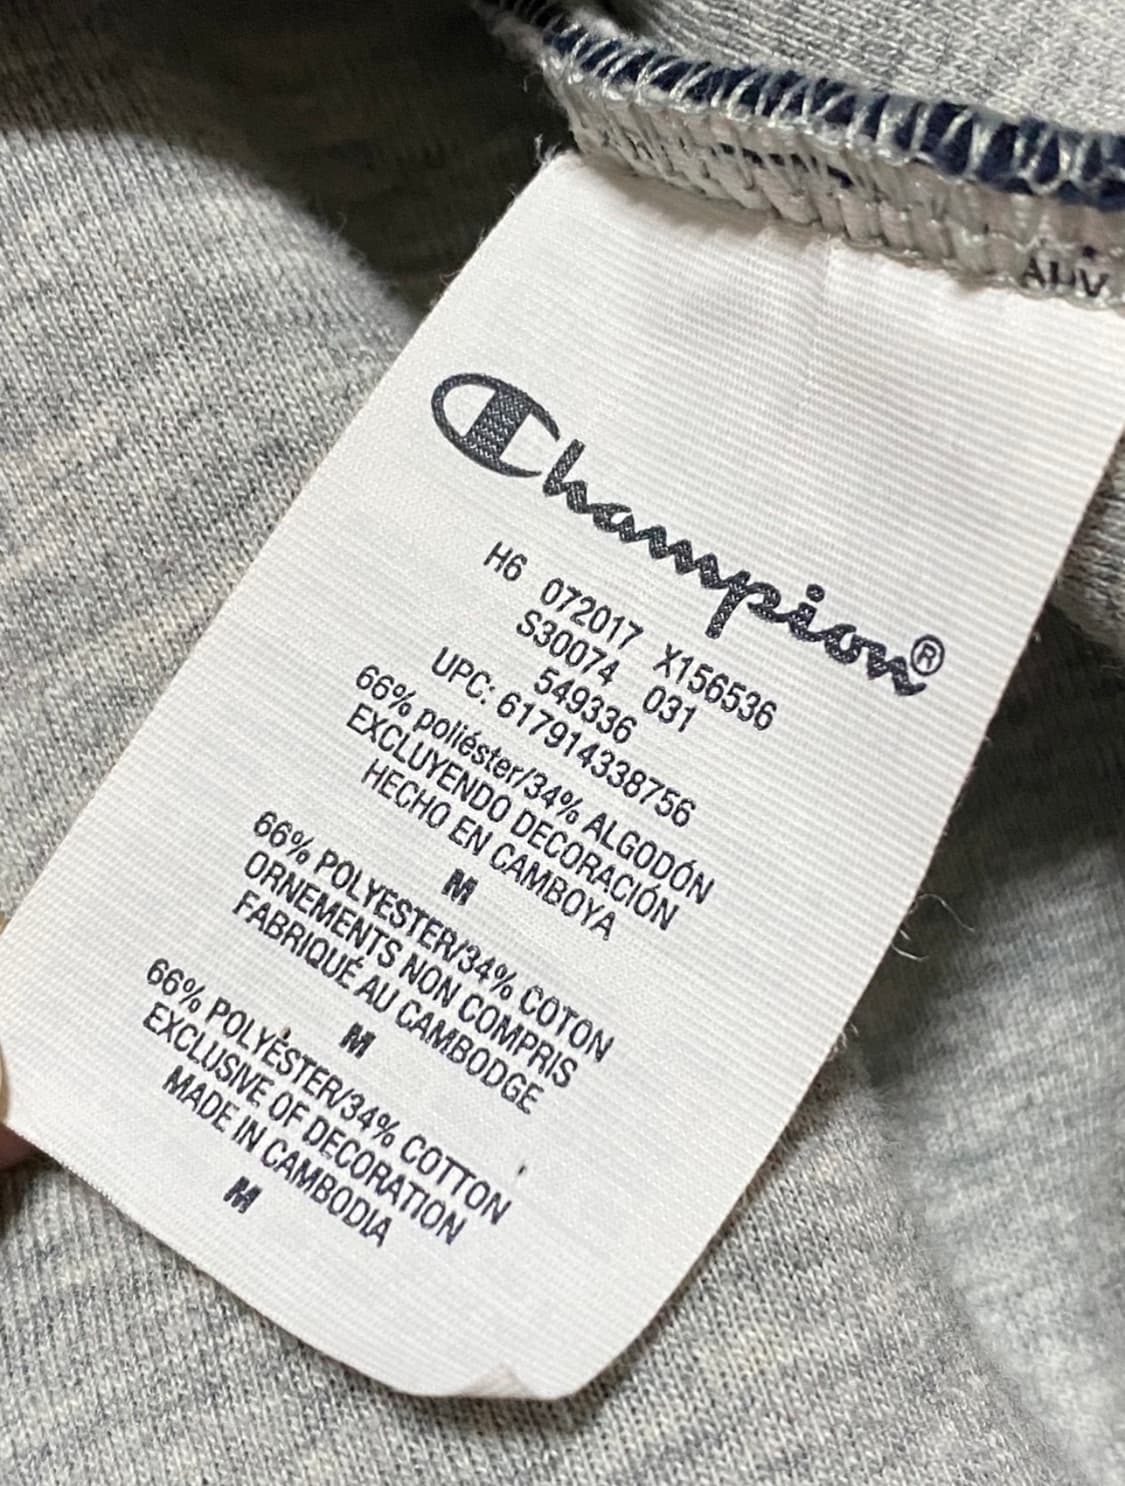 Champion®
H6 072017 X156536
S30074 031
549336
UPC: 617914338756
66% poliéster/34% ALGODÓN
EXCLUYENDO DECORACIÓN
HECHO EN CAMBOYA
M
66% POLYESTER/34% COTON
ORNEMENTS NON COMPRIS
FABRIQUÉ AU CAMBODGE
M
66% POLYESTER/34% COTTON
EXCLUSIVE OF DECORATION
MADE IN CAMBODIA
M